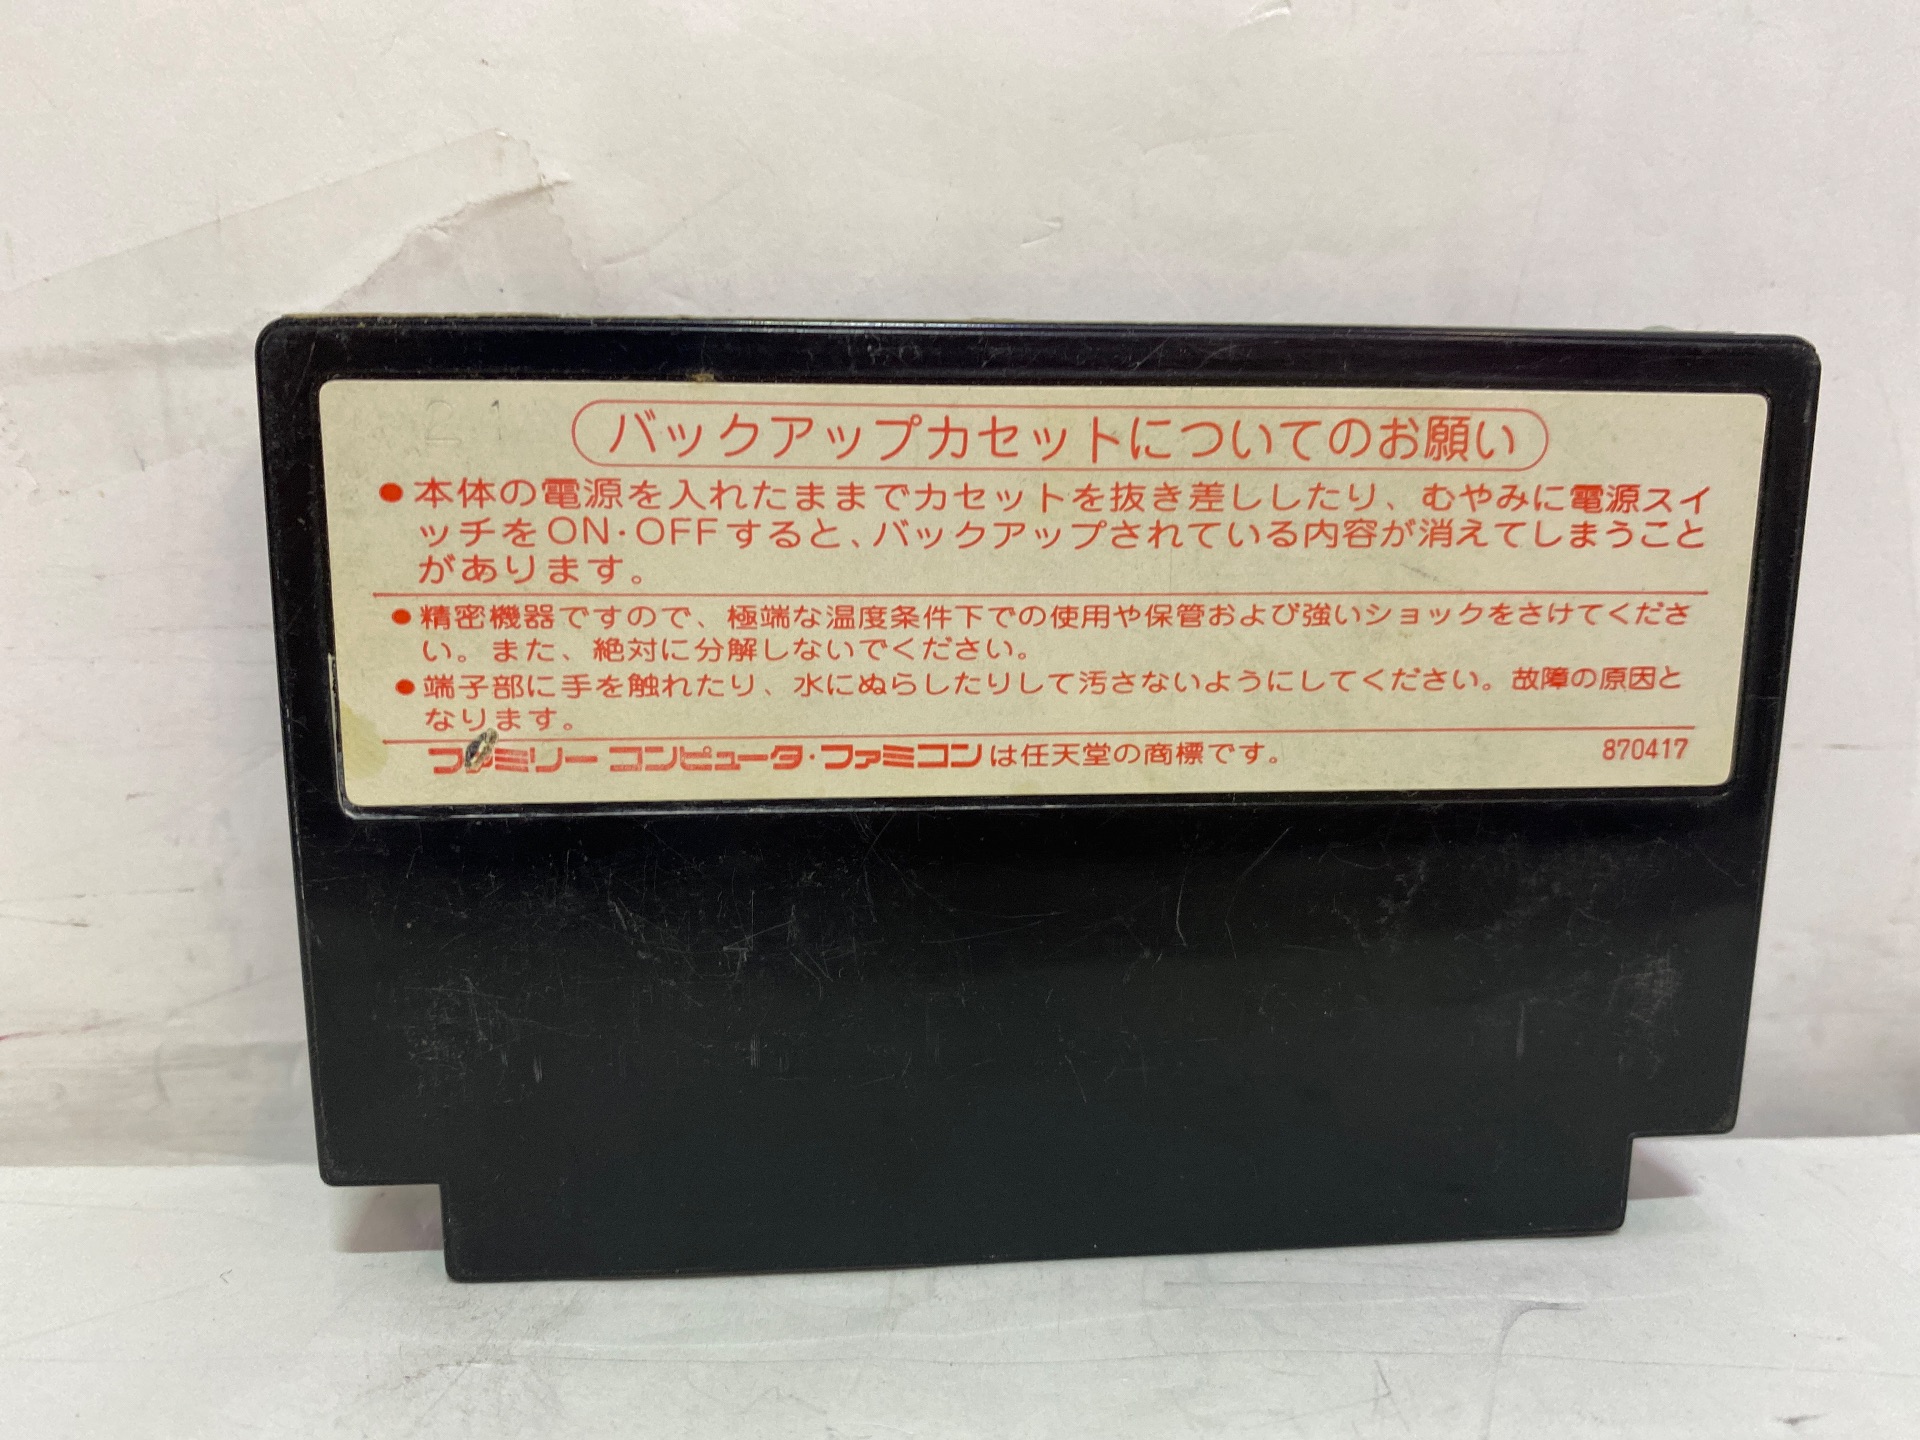 21
バックアップカセットについてのお願い
●本体の電源を入れたままでカセットを抜き差ししたり、むやみに電源スイ
ッチをON・OFFすると、バックアップされている内容が消えてしまうこと
があります。
●精密機器ですので、極端な温度条件下での使用や保管および強いショックをさけてくださ
い。また、絶対に分解しないでください。
●端子部に手を触れたり、水にぬらしたりして汚さないようにしてください。故障の原因と
なります。
ファミリーコンピュータ・ファミコンは任天堂の商標です。 870417